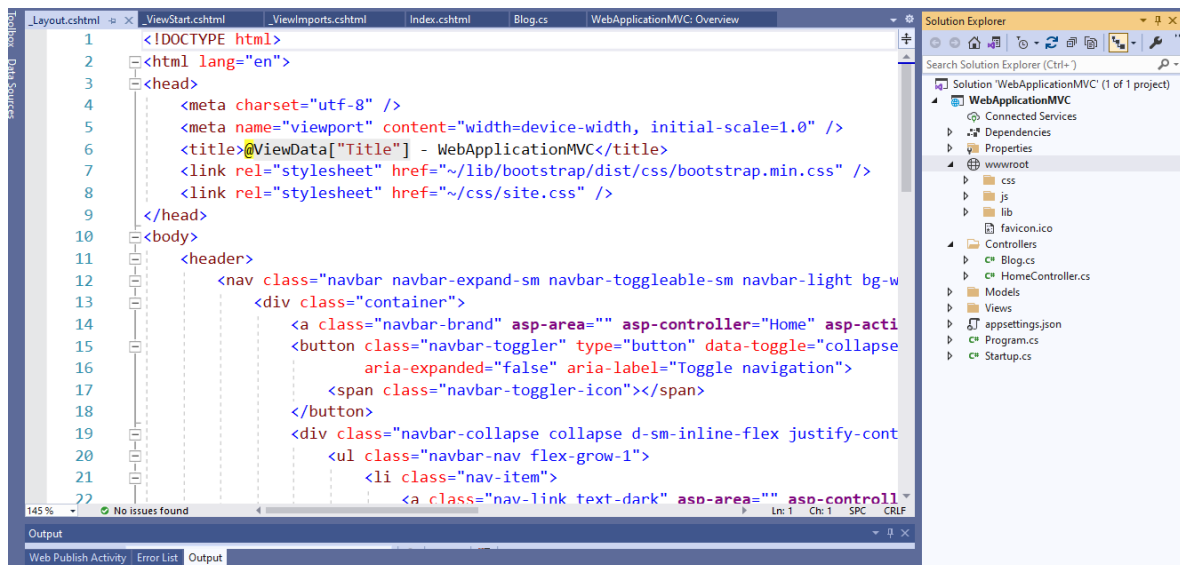 Toolbox
Data Sources
_Layout.cshtml
_ViewStart.cshtml
_ViewImports.cshtml
Index.cshtml
Blog.cs
WebApplicationMVC: Overview
1 <!DOCTYPE html>
2 <html lang="en">
3 <head>
4 <meta charset="utf-8" />
5 <meta name="viewport" content="width=device-width, initial-scale=1.0" />
6 <title>@ViewData["Title"] - WebApplicationMVC</title>
7 <link rel="stylesheet" href="~/lib/bootstrap/dist/css/bootstrap.min.css" />
8 <link rel="stylesheet" href="~/css/site.css" />
9 </head>
10 <body>
11 <header>
12 <nav class="navbar navbar-expand-sm navbar-toggleable-sm navbar-light bg-w
13 <div class="container">
14 <a class="navbar-brand" asp-area="" asp-controller="Home" asp-acti
15 <button class="navbar-toggler" type="button" data-toggle="collapse
16 aria-expanded="false" aria-label="Toggle navigation">
17 <span class="navbar-toggler-icon"></span>
18 </button>
19 <div class="navbar-collapse collapse d-sm-inline-flex justify-cont
20 <ul class="navbar-nav flex-grow-1">
21 <li class="nav-item">
22 <a class="nav-link text-dark" asp-area="" asp-controll
145 %
No issues found
Ln: 1 Ch: 1 SPC CRLF
Output
Web Publish Activity
Error List
Output
Solution Explorer
Search Solution Explorer (Ctrl+´)
Solution 'WebApplicationMVC' (1 of 1 project)
WebApplicationMVC
Connected Services
Dependencies
Properties
wwwroot
css
js
lib
favicon.ico
Controllers
C# Blog.cs
C# HomeController.cs
Models
Views
appsettings.json
C# Program.cs
C# Startup.cs